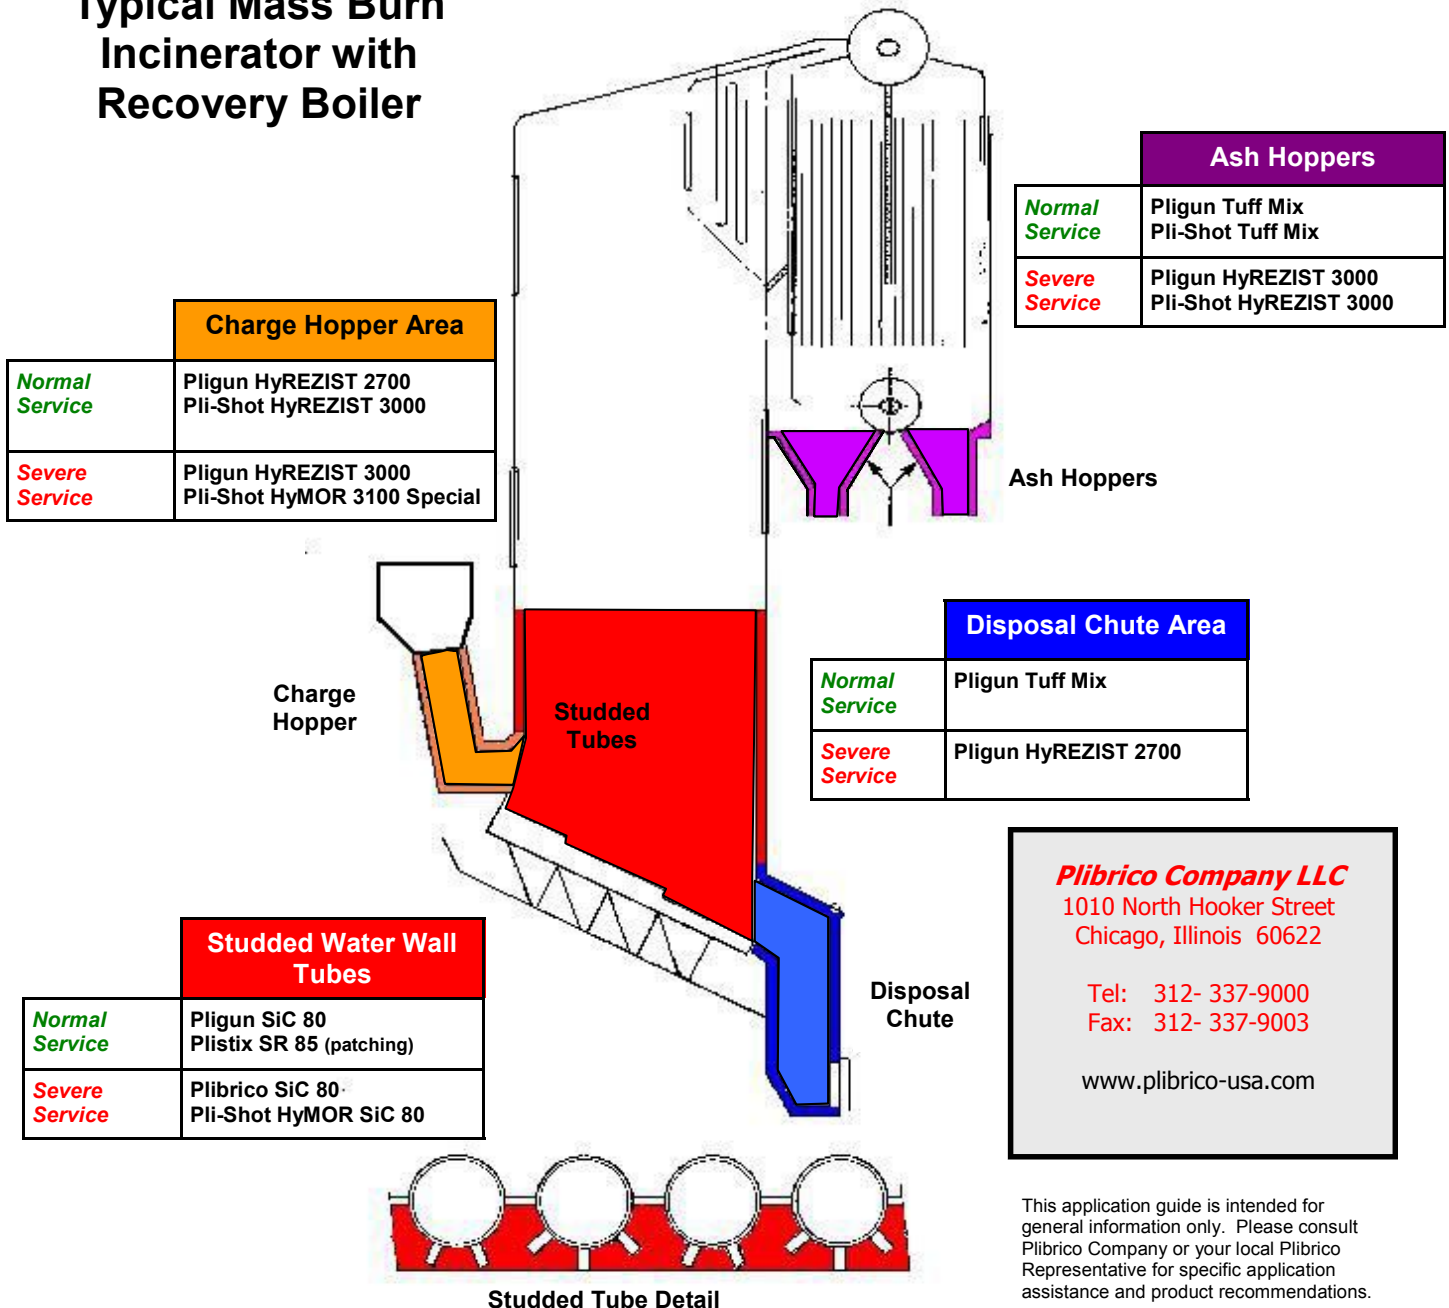 Typical Mass Burn
Incinerator with
Recovery Boiler
Ash Hoppers
Normal
Service
Pligun Tuff Mix
Pli-Shot Tuff Mix
Severe
Service
Pligun HyREZIST 3000
Pli-Shot HyREZIST 3000
Charge Hopper Area
Normal
Service
Pligun HyREZIST 2700
Pli-Shot HyREZIST 3000
Severe
Service
Pligun HyREZIST 3000
Pli-Shot HyMOR 3100 Special
Ash Hoppers
Charge
Hopper
Studded
Tubes
Disposal Chute Area
Normal
Service
Pligun Tuff Mix
Severe
Service
Pligun HyREZIST 2700
Studded Water Wall
Tubes
Normal
Service
Pligun SiC 80
Plistix SR 85 (patching)
Severe
Service
Plibrico SiC 80
Pli-Shot HyMOR SiC 80
Disposal
Chute
Plibrico Company LLC
1010 North Hooker Street
Chicago, Illinois 60622
Tel: 312- 337-9000
Fax: 312- 337-9003
www.plibrico-usa.com
Studded Tube Detail
This application guide is intended for
general information only. Please consult
Plibrico Company or your local Plibrico
Representative for specific application
assistance and product recommendations.